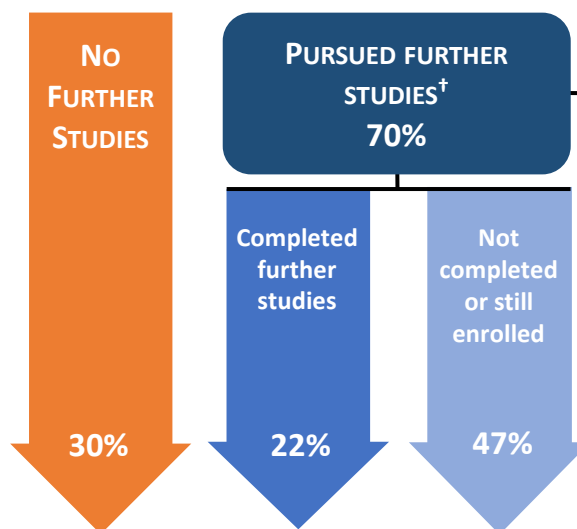 NO
FURTHER
STUDIES
30%
PURSUED FURTHER
STUDIES†
70%
Completed
further
studies
22%
Not
completed
or still
enrolled
47%